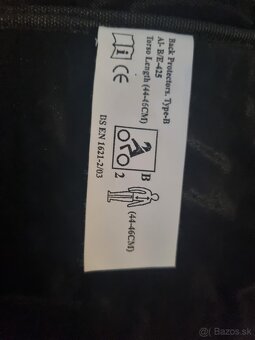 Back Protectors, Type-B
AI- B/E-425
Torso Length (44-46CM)
CE
B
2
(44-46CM)
DS EN 1621-2/03
Bazos.sk